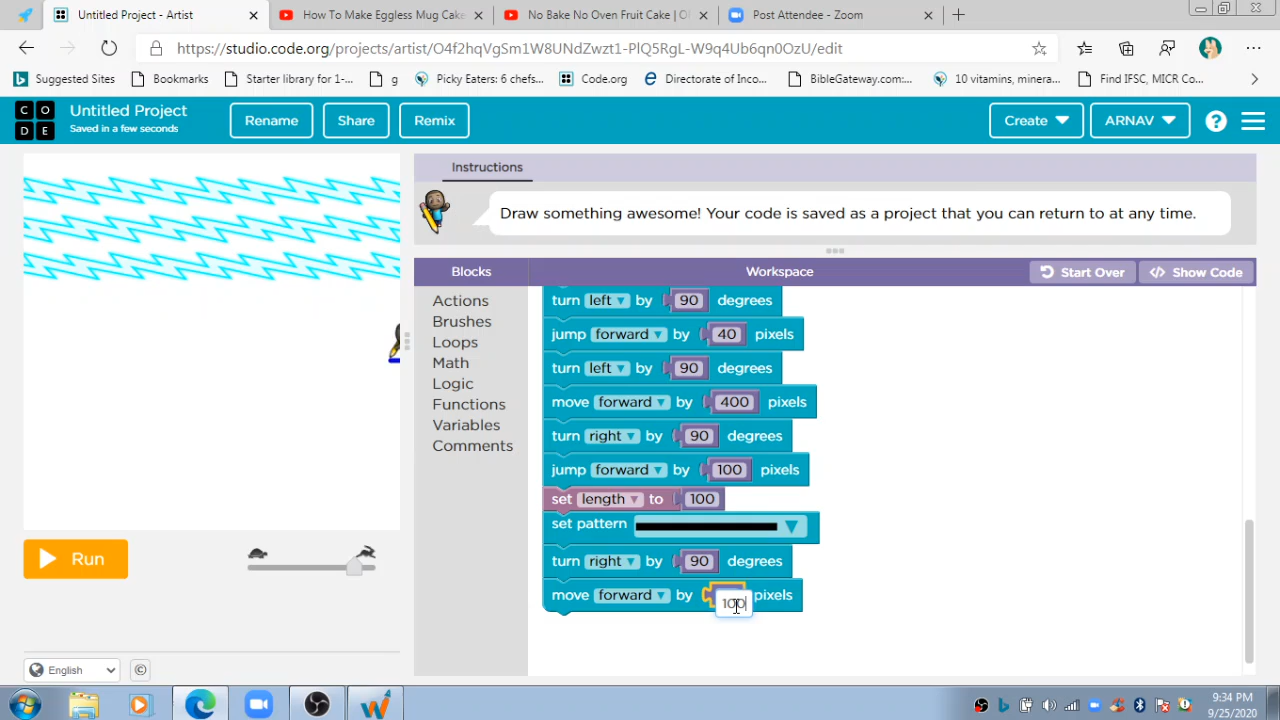 Untitled Project - Artist
How To Make Eggless Mug Cak
No Bake No Oven Fruit Cake | O
Post Attendee - Zoom
https://studio.code.org/projects/artist/O4f2hqVgSm1W8UNdZwzt1-PlQ5RgL-W9q4Ub6qn0OzU/edit
Suggested Sites
Bookmarks
Starter library for 1-...
g
Picky Eaters: 6 chefs...
Code.org
Directorate of Inco...
BibleGateway.com:...
10 vitamins, minera...
Find IFSC, MICR Co...
CODE
Untitled Project
Saved in a few seconds
Rename
Share
Remix
Create
ARNAV
?
Instructions
Draw something awesome! Your code is saved as a project that you can return to at any time.
Blocks
Workspace
Start Over
</> Show Code
Actions
Brushes
Loops
Math
Logic
Functions
Variables
Comments
turn left by 90 degrees
jump forward by 40 pixels
turn left by 90 degrees
move forward by 400 pixels
turn right by 90 degrees
jump forward by 100 pixels
set length to 100
set pattern
turn right by 90 degrees
move forward by 100 pixels
Run
English
©
9:34 PM
9/25/2020